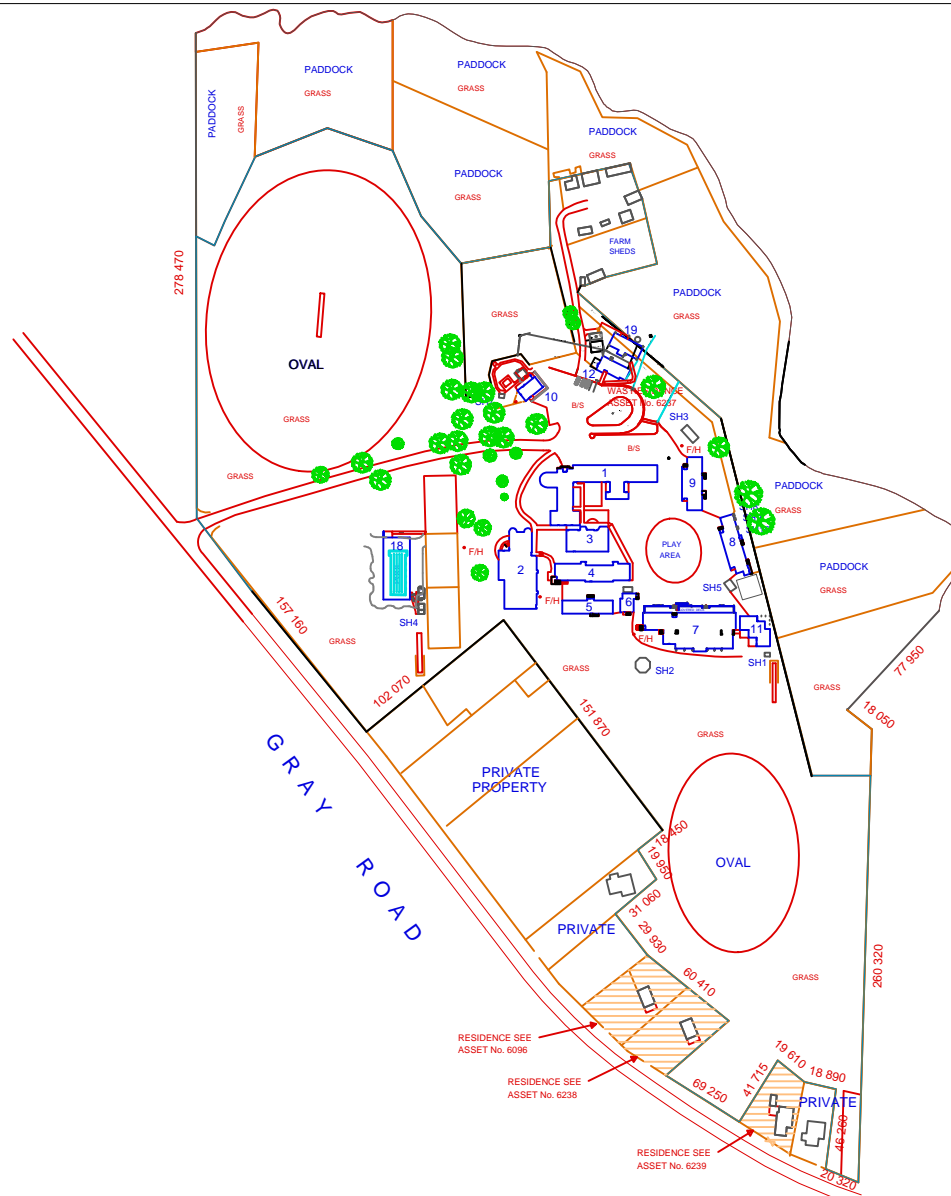 PADDOCK
GRASS
PADDOCK
GRASS
PADDOCK
GRASS
PADDOCK
GRASS
PADDOCK
GRASS
FARM
SHEDS
278 470
PADDOCK
GRASS
GRASS
19
OVAL
12
10
WAS RESIDENCE
ASSET No. 6237
B/S
SH3
GRASS
B/S
F/H
GRASS
1
9
PADDOCK
GRASS
3
PLAY
AREA
8
18
F/H
2
4
PADDOCK
GRASS
SH5
5
6
F/H
SH4
157 160
7
11
F/H
GRASS
SH1
SH2
GRASS
77 950
102 070
GRASS
18 050
151 870
GRASS
GRAY ROAD
PRIVATE
PROPERTY
18 450
19 950
OVAL
31 060
29 930
PRIVATE
60 410
GRASS
260 320
RESIDENCE SEE
ASSET No. 6096
RESIDENCE SEE
ASSET No. 6238
69 250
41 715
19 610
18 890
PRIVATE
46 260
RESIDENCE SEE
ASSET No. 6239
20 320